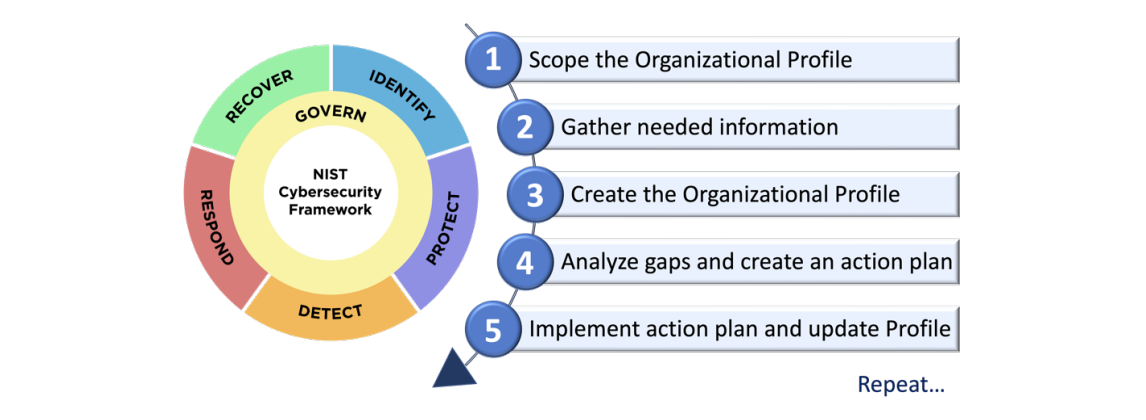 RECOVER
IDENTIFY
GOVERN
NIST
Cybersecurity
Framework
RESPOND
PROTECT
DETECT
1 Scope the Organizational Profile
2 Gather needed information
3 Create the Organizational Profile
4 Analyze gaps and create an action plan
5 Implement action plan and update Profile
Repeat...